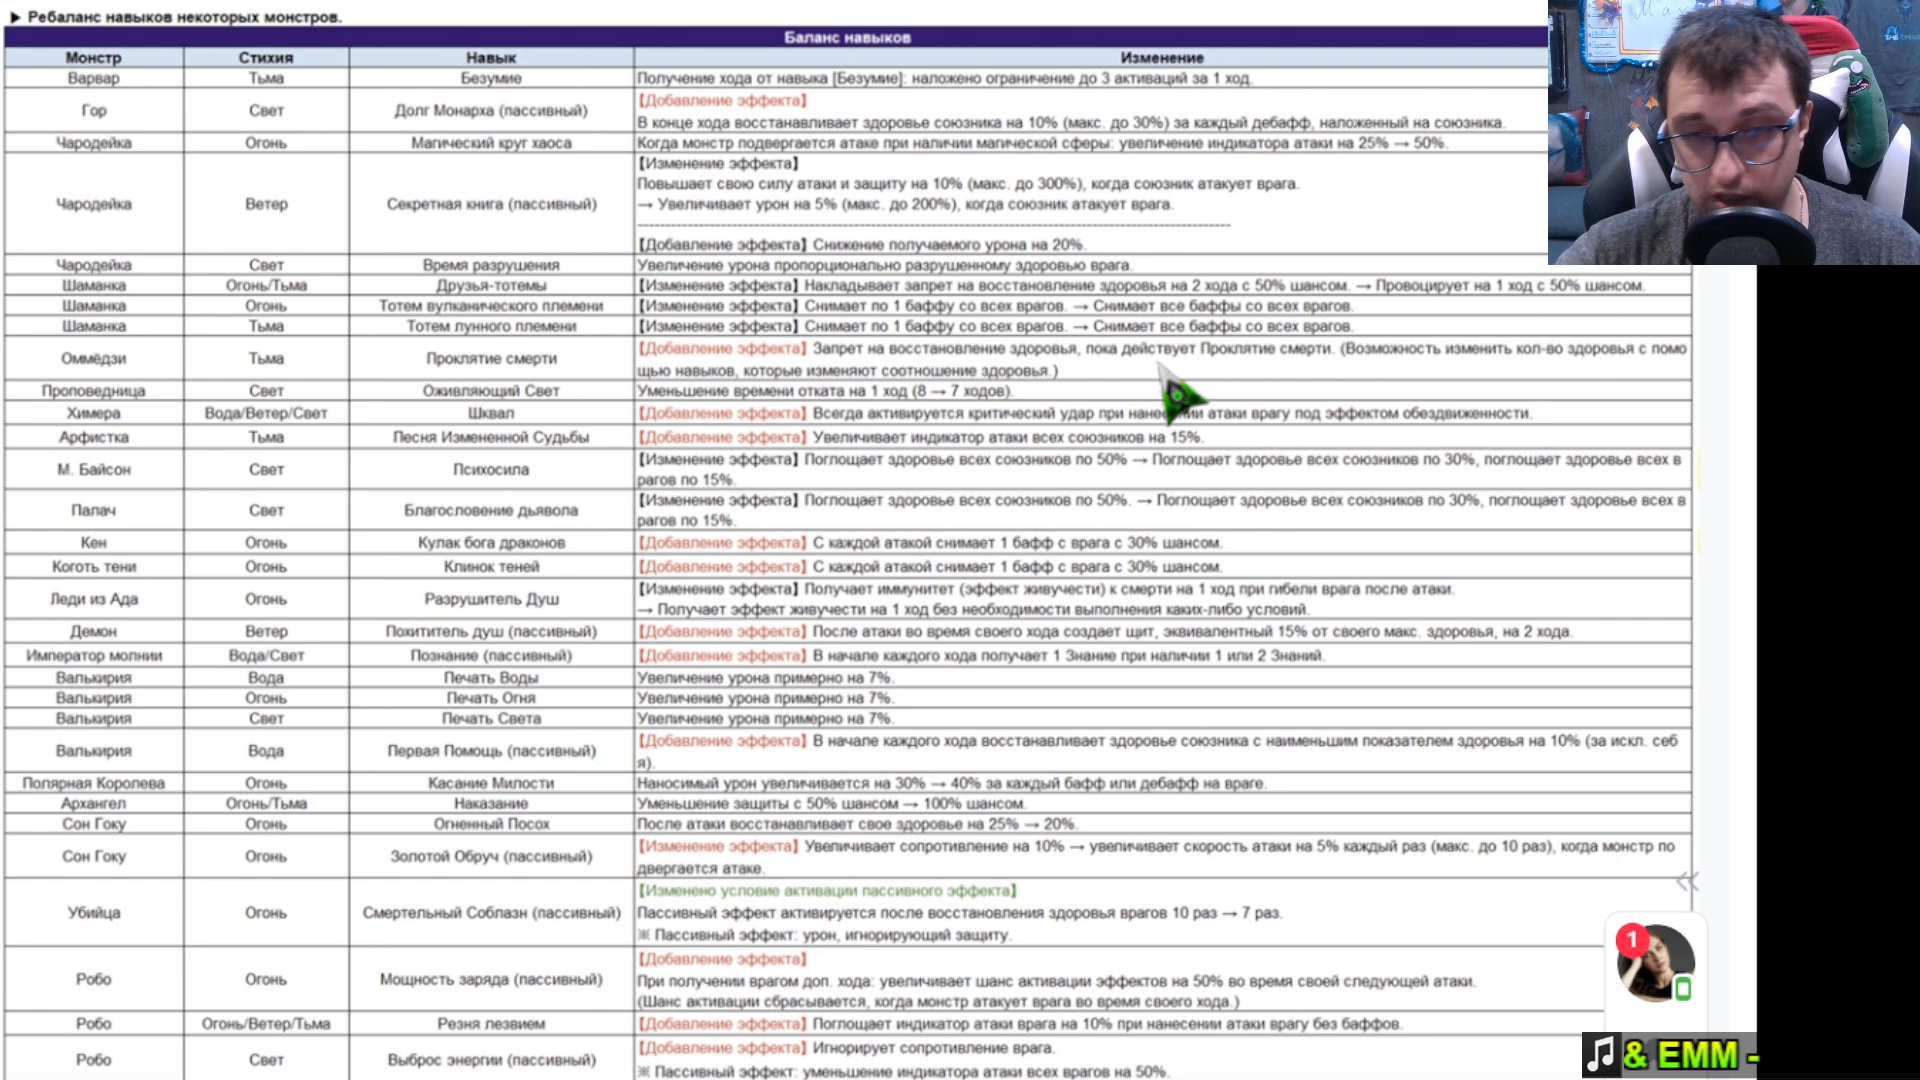 ► Ребаланс навыков некоторых монстров.
Баланс навыков
Монстр Стихия Навык Изменение
Варвар Тьма Безумие Получение хода от навыка [Безумие]: наложено ограничение до 3 активаций за 1 ход.
Гор Свет Долг Монарха (пассивный) 【Добавление эффекта】
В конце хода восстанавливает здоровье союзника на 10% (макс. до 30%) за каждый дебафф, наложенный на союзника.
Чародейка Огонь Магический круг хаоса Когда монстр подвергается атаке при наличии магической сферы: увеличение индикатора атаки на 25% → 50%.
Чародейка Ветер Секретная книга (пассивный) 【Изменение эффекта】
Повышает свою силу атаки и защиту на 10% (макс. до 300%), когда союзник атакует врага.
→ Увеличивает урон на 5% (макс. до 200%), когда союзник атакует врага.
【Добавление эффекта】 Снижение получаемого урона на 20%.
Чародейка Свет Время разрушения Увеличение урона пропорционально разрушенному здоровью врага.
Шаманка Огонь/Тьма Друзья-тотемы 【Изменение эффекта】 Накладывает запрет на восстановление здоровья на 2 хода с 50% шансом. → Провоцирует на 1 ход с 50% шансом.
Шаманка Огонь Тотем вулканического племени 【Изменение эффекта】 Снимает по 1 баффу со всех врагов. → Снимает все баффы со всех врагов.
Шаманка Тьма Тотем лунного племени 【Изменение эффекта】 Снимает по 1 баффу со всех врагов. → Снимает все баффы со всех врагов.
Оммёдзи Тьма Проклятие смерти 【Добавление эффекта】 Запрет на восстановление здоровья, пока действует Проклятие смерти. (Возможность изменить кол-во здоровья с помо
щью навыков, которые изменяют соотношение здоровья.)
Проповедница Свет Оживляющий Свет Уменьшение времени отката на 1 ход (8 → 7 ходов).
Химера Вода/Ветер/Свет Шквал 【Добавление эффекта】 Всегда активируется критический удар при нанесении атаки врагу под эффектом обездвиженности.
Арфистка Тьма Песня Измененной Судьбы 【Добавление эффекта】 Увеличивает индикатор атаки всех союзников на 15%.
М. Байсон Свет Психосила 【Изменение эффекта】 Поглощает здоровье всех союзников по 50% → Поглощает здоровье всех союзников по 30%, поглощает здоровье всех в
рагов по 15%.
Палач Свет Благословение дьявола 【Изменение эффекта】 Поглощает здоровье всех союзников по 50%. → Поглощает здоровье всех союзников по 30%, поглощает здоровье всех в
рагов по 15%.
Кен Огонь Кулак бога драконов 【Добавление эффекта】 С каждой атакой снимает 1 бафф с врага с 30% шансом.
Коготь тени Огонь Клинок теней 【Добавление эффекта】 С каждой атакой снимает 1 бафф с врага с 30% шансом.
Леди из Ада Огонь Разрушитель Душ 【Изменение эффекта】 Получает иммунитет (эффект живучести) к смерти на 1 ход при гибели врага после атаки.
→ Получает эффект живучести на 1 ход без необходимости выполнения каких-либо условий.
Демон Ветер Похититель душ (пассивный) 【Добавление эффекта】 После атаки во время своего хода создает щит, эквивалентный 15% от своего макс. здоровья, на 2 хода.
Император молнии Вода/Свет Познание (пассивный) 【Добавление эффекта】 В начале каждого хода получает 1 Знание при наличии 1 или 2 Знаний.
Валькирия Вода Печать Воды Увеличение урона примерно на 7%.
Валькирия Огонь Печать Огня Увеличение урона примерно на 7%.
Валькирия Свет Печать Света Увеличение урона примерно на 7%.
Валькирия Вода Первая Помощь (пассивный) 【Добавление эффекта】 В начале каждого хода восстанавливает здоровье союзника с наименьшим показателем здоровья на 10% (за искл. себ
я).
Полярная Королева Огонь Касание Милости Наносимый урон увеличивается на 30% → 40% за каждый бафф или дебафф на враге.
Архангел Огонь/Тьма Наказание Уменьшение защиты с 50% шансом → 100% шансом.
Сон Гоку Огонь Огненный Посох После атаки восстанавливает свое здоровье на 25% → 20%.
Сон Гоку Огонь Золотой Обруч (пассивный) 【Изменение эффекта】 Увеличивает сопротивление на 10% → увеличивает скорость атаки на 5% каждый раз (макс. до 10 раз), когда монстр по
двергается атаке.
Убийца Огонь Смертельный Соблазн (пассивный) 【Изменено условие активации пассивного эффекта】
Пассивный эффект активируется после восстановления здоровья врагов 10 раз → 7 раз.
※ Пассивный эффект: урон, игнорирующий защиту.
Робо Огонь Мощность заряда (пассивный) 【Добавление эффекта】
При получении врагом доп. хода: увеличивает шанс активации эффектов на 50% во время своей следующей атаки.
(Шанс активации сбрасывается, когда монстр атакует врага во время своего хода.)
Робо Огонь/Ветер/Тьма Резня лезвием 【Добавление эффекта】 Поглощает индикатор атаки врага на 10% при нанесении атаки врагу без баффов.
Робо Свет Выброс энергии (пассивный) 【Добавление эффекта】 Игнорирует сопротивление врага.
※ Пассивный эффект: уменьшение индикатора атаки всех врагов на 50%.
1
& EMM -